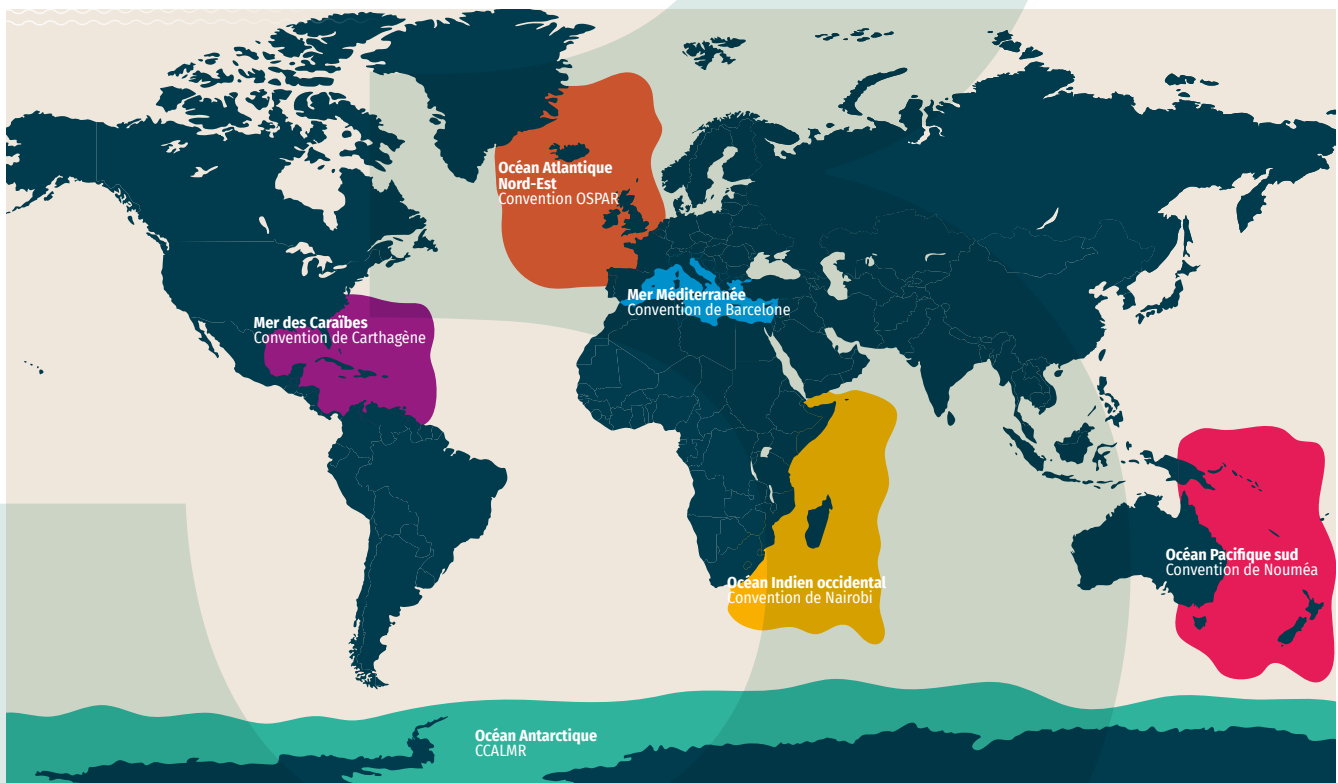 Océan Atlantique
Nord-Est
Convention OSPAR
Mer Méditerranée
Convention de Barcelone
Mer des Caraïbes
Convention de Carthagène
Océan Pacifique sud
Convention de Nouméa
Océan Indien occidental
Convention de Nairobi
Océan Antarctique
CCALMR